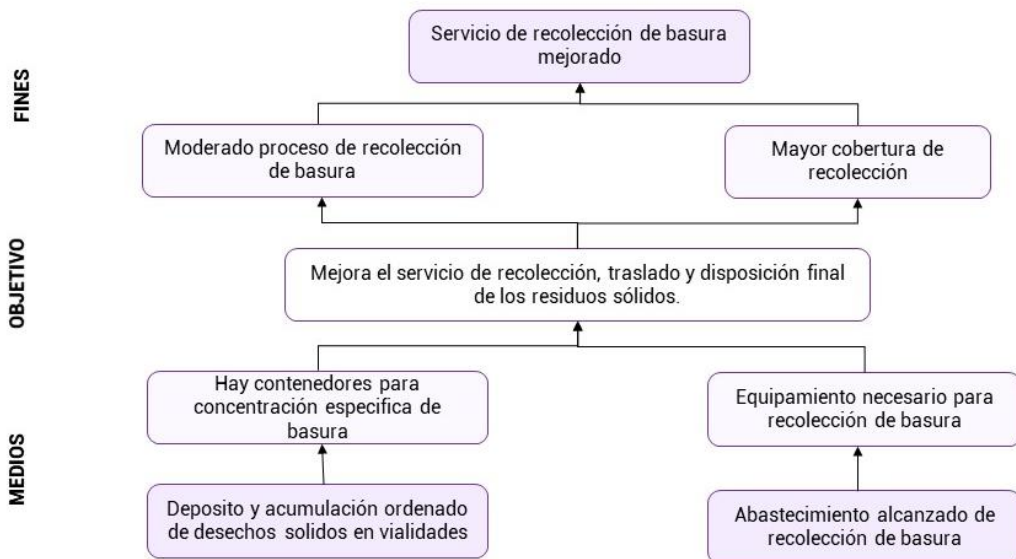 Servicio de recolección de basura
mejorado
FINES
Moderado proceso de recolección
de basura
Mayor cobertura de
recolección
OBJETIVO
Mejora el servicio de recolección, traslado y disposición final
de los residuos sólidos.
Hay contenedores para
concentración especifica de
basura
Equipamiento necesario para
recolección de basura
MEDIOS
Deposito y acumulación ordenado
de desechos solidos en vialidades
Abastecimiento alcanzado de
recolección de basura